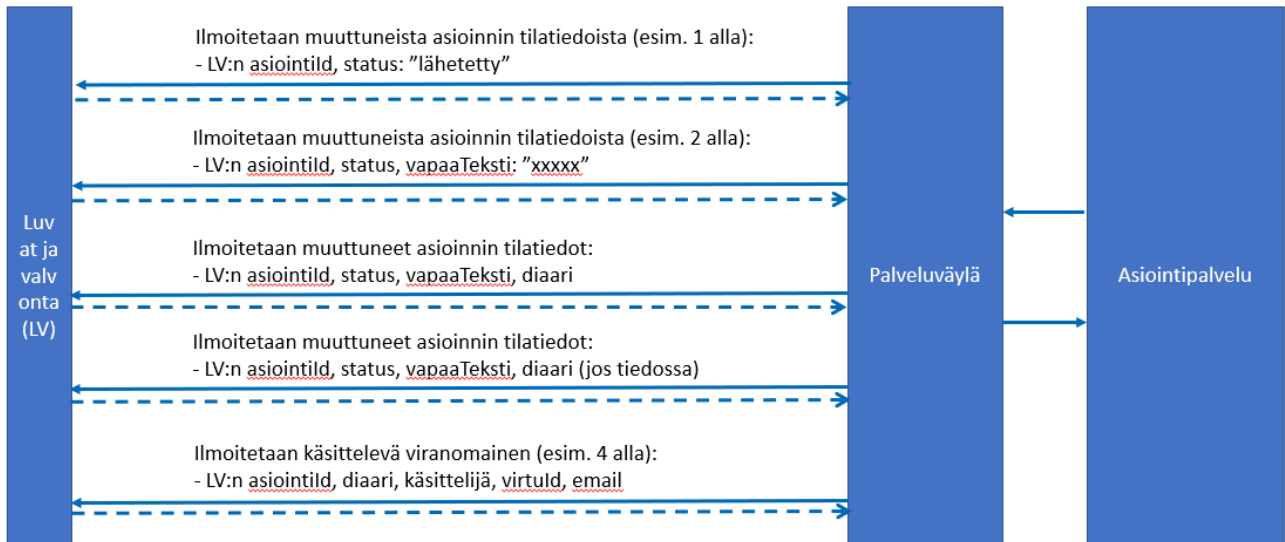 Ilmoitetaan muuttuneista asioinnin tilatiedoista (esim. 1 alla):
- LV:n asiointiId, status: ”lähetetty”
Ilmoitetaan muuttuneista asioinnin tilatiedoista (esim. 2 alla):
- LV:n asiointiId, status, vapaaTeksti: ”xxxxx”
Luv
at ja
valv
onta
(LV)
Ilmoitetaan muuttuneet asioinnin tilatiedot:
- LV:n asiointiId, status, vapaaTeksti, diaari
Palveluväylä
Asiointipalvelu
Ilmoitetaan muuttuneet asioinnin tilatiedot:
- LV:n asiointiId, status, vapaaTeksti, diaari (jos tiedossa)
Ilmoitetaan käsittelevä viranomainen (esim. 4 alla):
- LV:n asiointiId, diaari, käsittelijä, virtuId, email